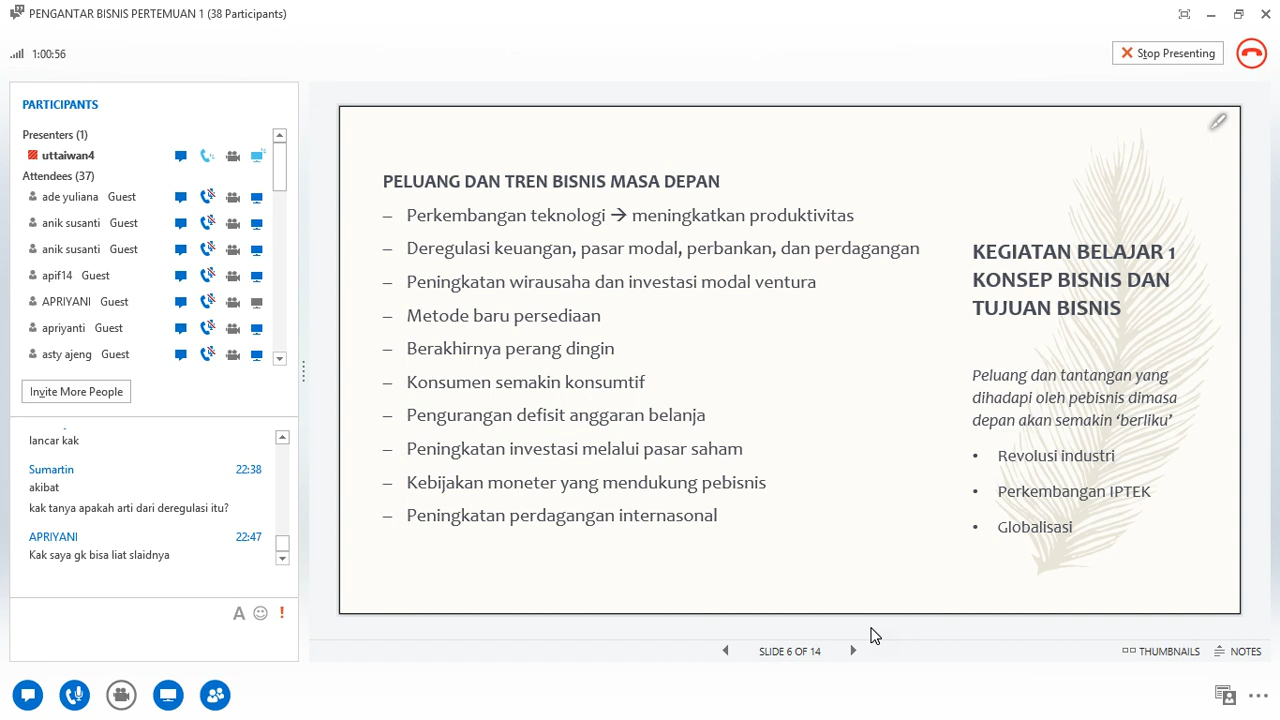 PENGANTAR BISNIS PERTEMUAN 1 (38 Participants)
1:00:56
Stop Presenting
PARTICIPANTS
Presenters (1)
uttaiwan4
Attendees (37)
ade yuliana Guest
anik susanti Guest
anik susanti Guest
apif14 Guest
APRIYANI Guest
apriyanti Guest
asty ajeng Guest
Invite More People
lancar kak
Sumartin 22:38
akibat
kak tanya apakah arti dari deregulasi itu?
APRIYANI 22:47
Kak saya gk bisa liat slaidnya
A
!
PELUANG DAN TREN BISNIS MASA DEPAN
– Perkembangan teknologi → meningkatkan produktivitas
– Deregulasi keuangan, pasar modal, perbankan, dan perdagangan
– Peningkatan wirausaha dan investasi modal ventura
– Metode baru persediaan
– Berakhirnya perang dingin
– Konsumen semakin konsumtif
– Pengurangan defisit anggaran belanja
– Peningkatan investasi melalui pasar saham
– Kebijakan moneter yang mendukung pebisnis
– Peningkatan perdagangan internasonal
KEGIATAN BELAJAR 1
KONSEP BISNIS DAN
TUJUAN BISNIS
Peluang dan tantangan yang
dihadapi oleh pebisnis dimasa
depan akan semakin ‘berliku’
• Revolusi industri
• Perkembangan IPTEK
• Globalisasi
SLIDE 6 OF 14
THUMBNAILS
NOTES